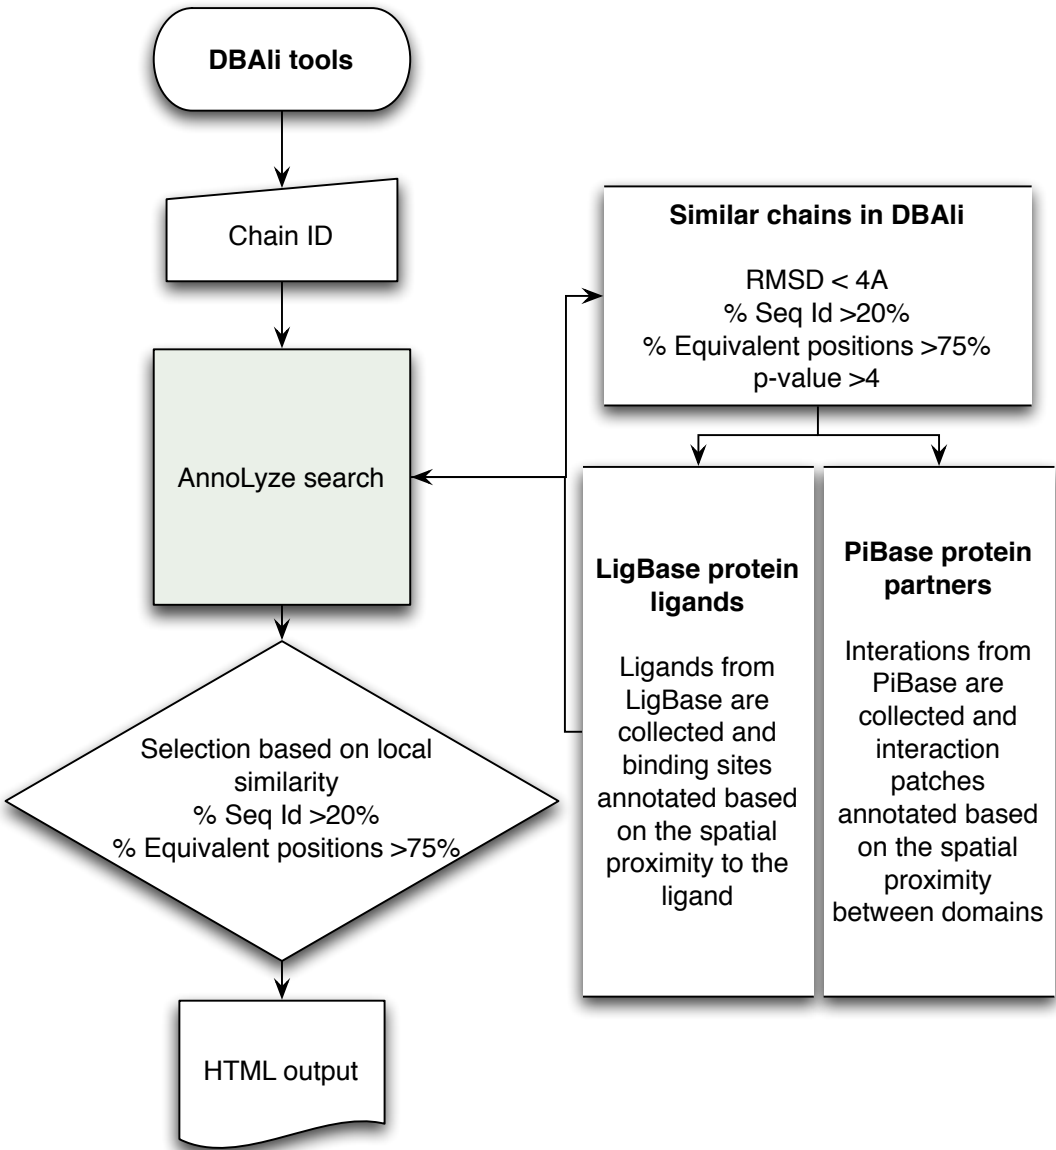 DBAli tools
Chain ID
AnnoLyze search
Selection based on local
similarity
% Seq Id >20%
% Equivalent positions >75%
HTML output
Similar chains in DBAli
RMSD < 4A
% Seq Id >20%
% Equivalent positions >75%
p-value >4
LigBase protein
ligands
Ligands from
LigBase are
collected and
binding sites
annotated based
on the spatial
proximity to the
ligand
PiBase protein
partners
Interations from
PiBase are
collected and
interaction
patches
annotated based
on the spatial
proximity
between domains